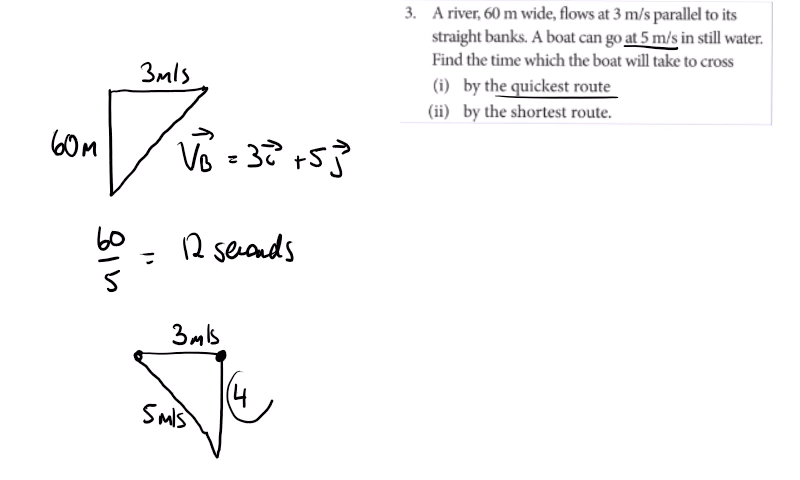 3. A river, 60 m wide, flows at 3 m/s parallel to its
straight banks. A boat can go at 5 m/s in still water.
Find the time which the boat will take to cross
(i) by the quickest route
(ii) by the shortest route.
3m/s
60m
V⃗B = 3i⃗ + 5j⃗
60/5 = 12 seconds
3m/s
5m/s
4